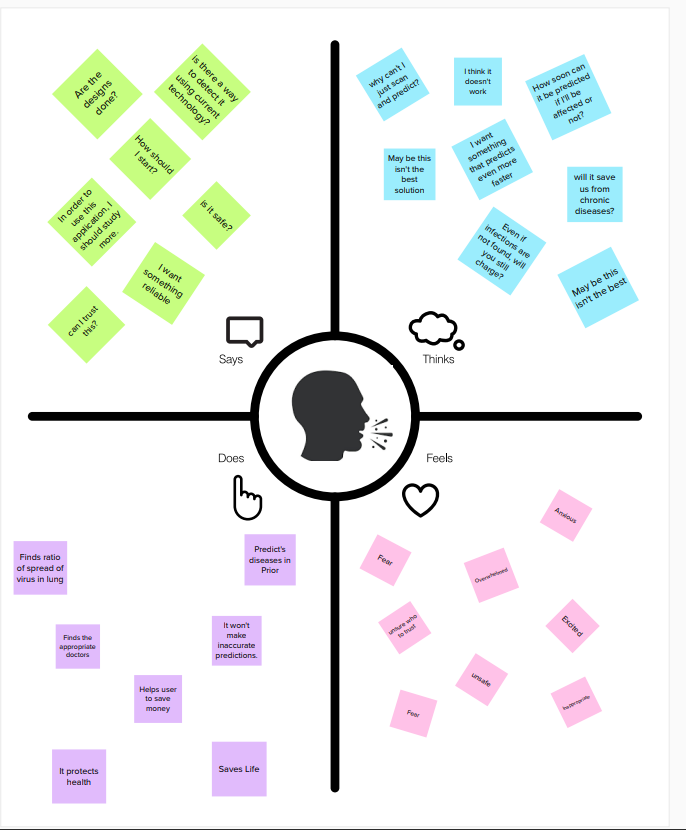 Are the
designs
done?
is there a way
to detect it
using current
technology?
How should
I start?
In order to
use this
application, I
should study
more.
is it safe?
I want
something
reliable
can I trust
this?
Says
why can't I
just scan
and predict?
I think it
doesn't
work
How soon can
it be predicted
if I'll be
affected or
not?
May be this
isn't the
best
solution
I want
something
that predicts
even more
faster
will it save
us from
chronic
diseases?
Even if
infections are
not found, will
you still
charge?
May be this
isn't the best
Thinks
Does
Finds ratio
of spread of
virus in lung
Predict's
diseases in
Prior
Finds the
appropriate
doctors
It won't
make
inaccurate
predictions.
Helps user
to save
money
It protects
health
Saves Life
Feels
Anxious
Fear
Overwhelmed
unsure who
to trust
Excited
unsafe
Fear
Inappropriate